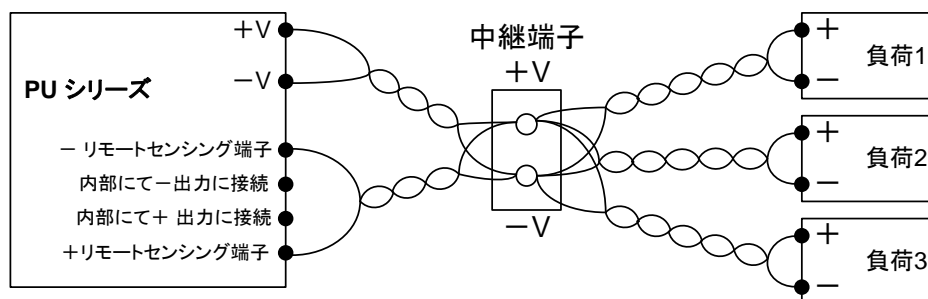 PU シリーズ
＋V
－V
－ リモートセンシング端子
内部にて－出力に接続
内部にて＋ 出力に接続
＋リモートセンシング端子
中継端子
＋V
－V
＋
－
負荷1
＋
－
負荷2
＋
－
負荷3